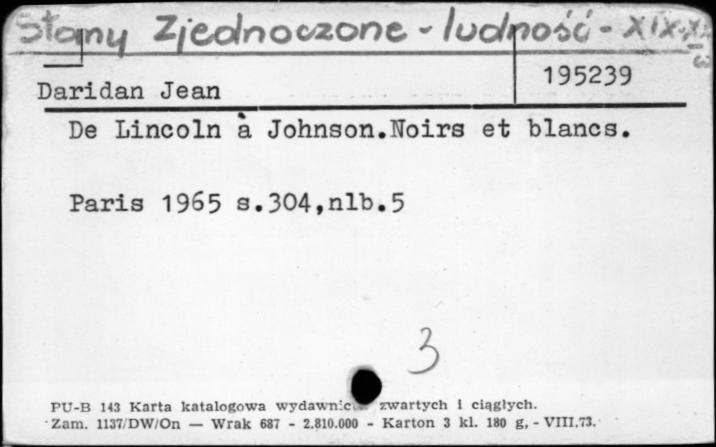 Stany Zjednoczone - ludność - XIX-XX
w
195239
Daridan Jean
De Lincoln à Johnson.Noirs et blancs.
Paris 1965 s.304,nlb.5
3
PU-B 143 Karta katalogowa zwartych i ciągłych.
Zam. 1137/DW/On — Wrak 687 - 2.810.000 - Karton 3 kl. 180 g, - VIII.73.